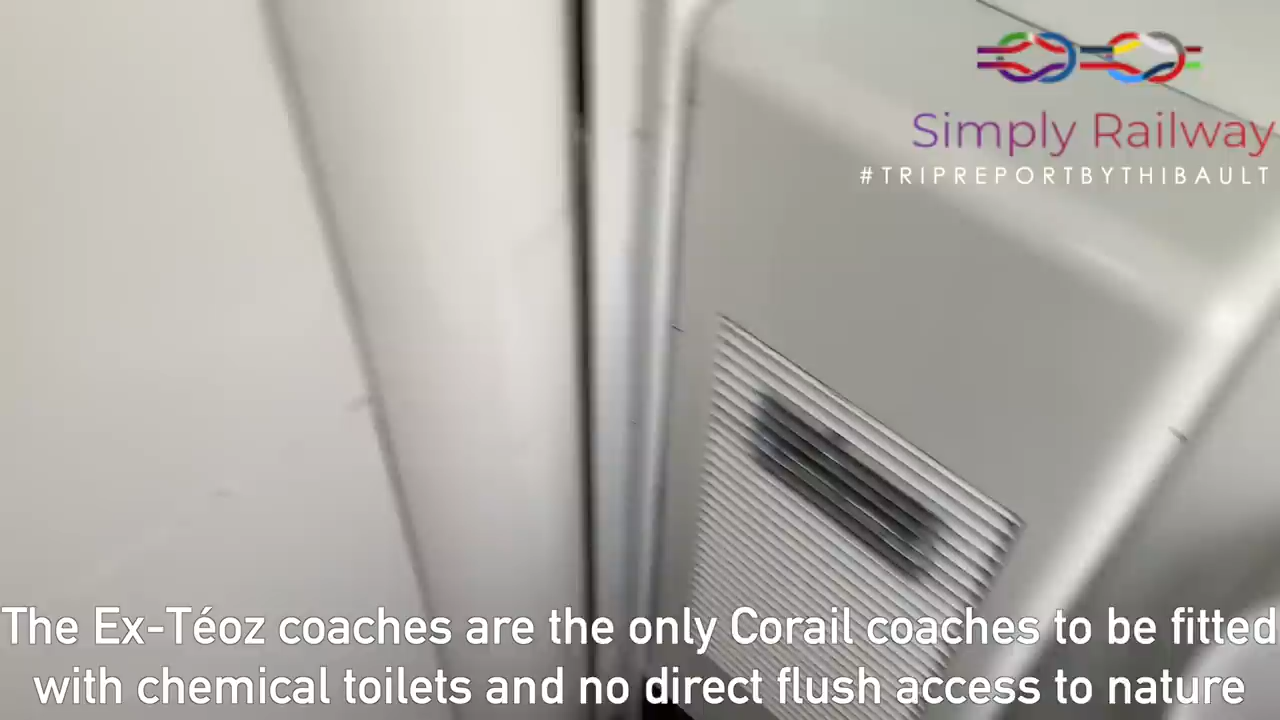 Simply Railway
#TRIPREPORTBYTHIBAULT
The Ex-Téoz coaches are the only Corail coaches to be fitted
with chemical toilets and no direct flush access to nature